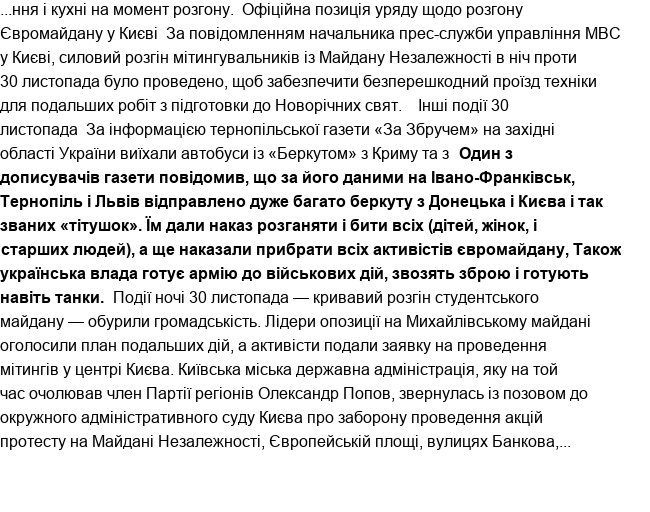 ...ння і кухні на момент розгону.  Офіційна позиція уряду щодо розгону
Євромайдану у Києві  За повідомленням начальника прес-служби управління МВС
у Києві, силовий розгін мітингувальників із Майдану Незалежності в ніч проти
30 листопада було проведено, щоб забезпечити безперешкодний проїзд техніки
для подальших робіт з підготовки до Новорічних свят.    Інші події 30
листопада  За інформацією тернопільської газети «За Збручем» на західні
області України виїхали автобуси із «Беркутом» з Криму та з  Один з
дописувачів газети повідомив, що за його даними на Івано-Франківськ,
Тернопіль і Львів відправлено дуже багато беркуту з Донецька і Києва і так
званих «тітушок». Їм дали наказ розганяти і бити всіх (дітей, жінок, і
старших людей), а ще наказали прибрати всіх активістів євромайдану, Також
українська влада готує армію до військових дій, звозять зброю і готують
навіть танки.  Події ночі 30 листопада — кривавий розгін студентського
майдану — обурили громадськість. Лідери опозиції на Михайлівському майдані
оголосили план подальших дій, а активісти подали заявку на проведення
мітингів у центрі Києва. Київська міська державна адміністрація, яку на той
час очолював член Партії регіонів Олександр Попов, звернулась із позовом до
окружного адміністративного суду Києва про заборону проведення акцій
протесту на Майдані Незалежності, Європейській площі, вулицях Банкова,...